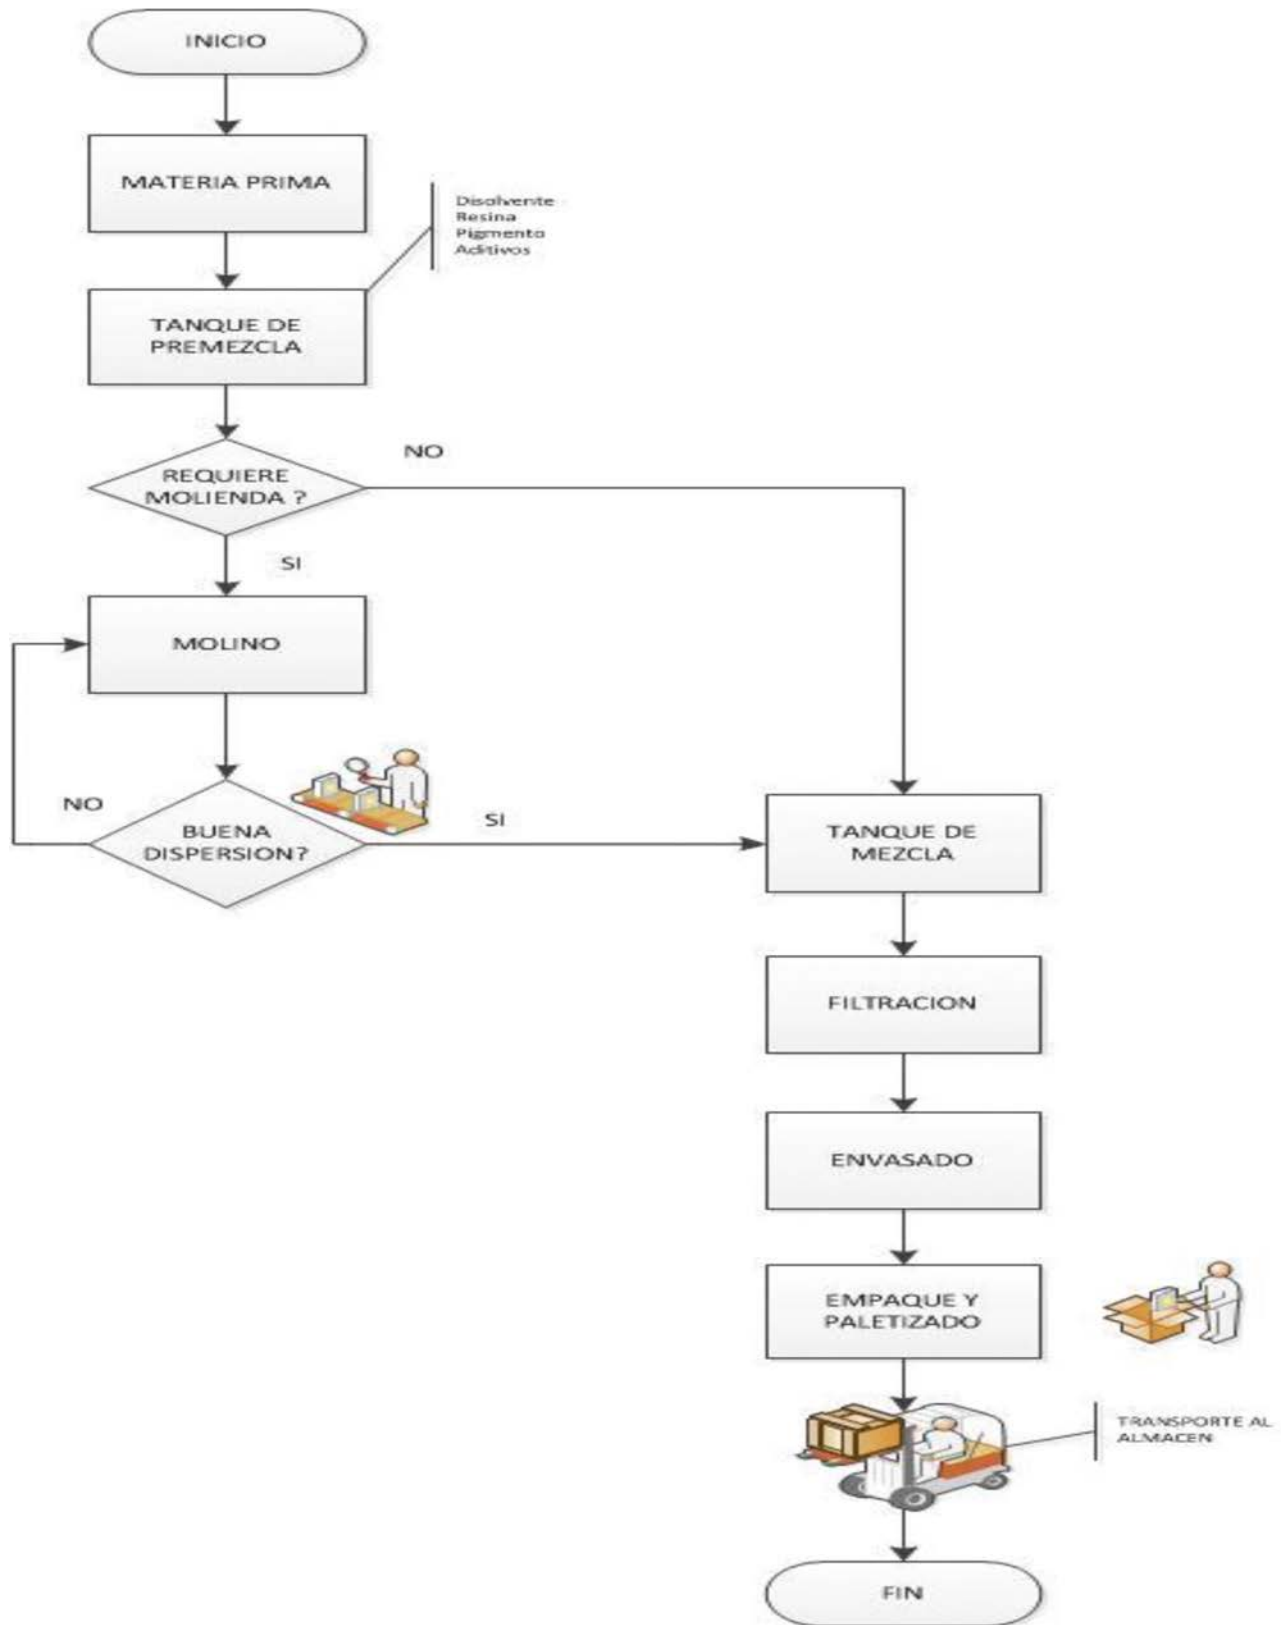 INICIO
MATERIA PRIMA
Disolvente
Resina
Pigmento
Aditivos
TANQUE DE
PREMEZCLA
NO
REQUIERE
MOLIENDA ?
SI
MOLINO
NO
BUENA
DISPERSION?
SI
TANQUE DE
MEZCLA
FILTRACION
ENVASADO
EMPAQUE Y
PALETIZADO
TRANSPORTE AL
ALMACEN
FIN